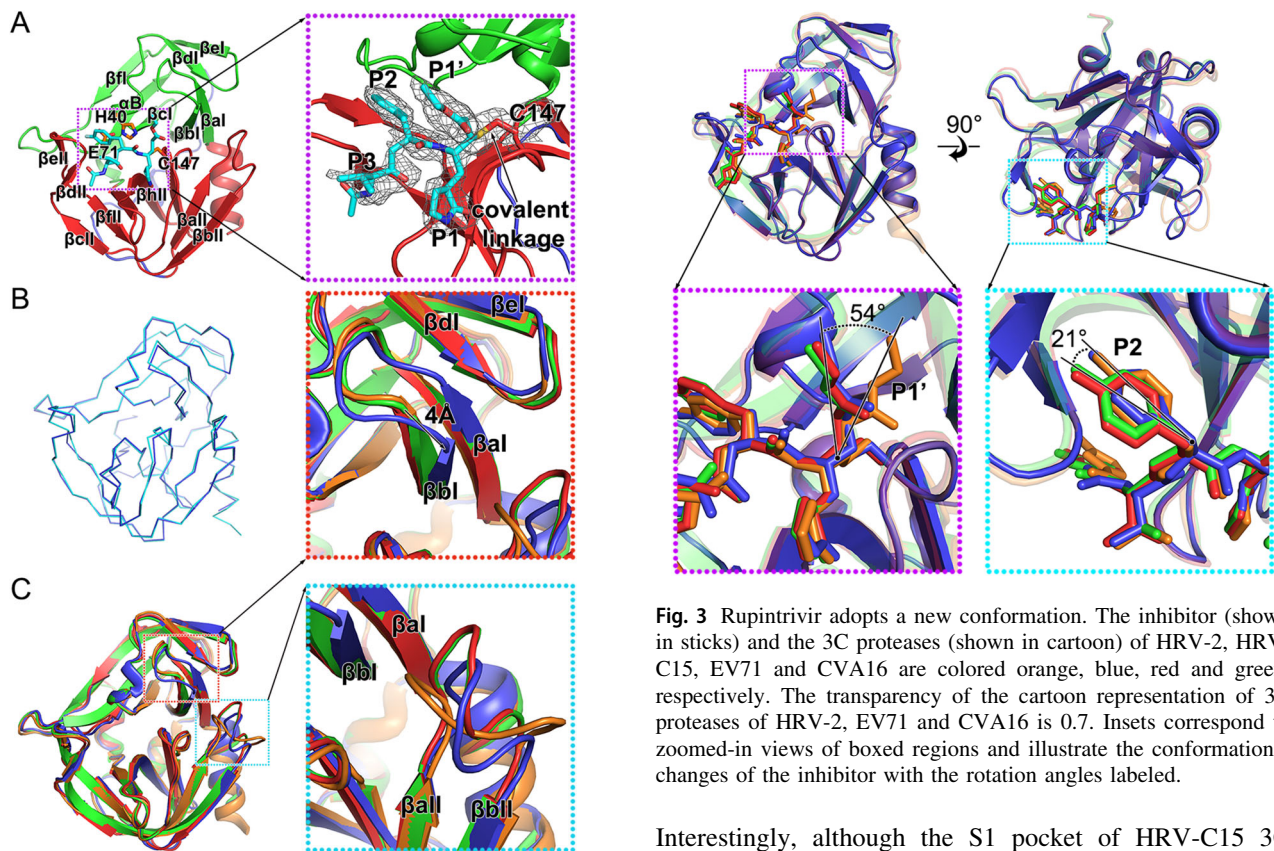 A
βeI
βdI
βfI
αB
H40
βcI
βaI
βbI
βeII
E71
C147
βdII
βhII
βfII
βaII
βcII
βbII
P2
P1'
C147
P3
covalent
P1
linkage
B
βeI
βdI
4A
βaI
βbI
C
βaI
βbI
βaII
βbII
90°
54°
P1'
21°
P2
Fig. 3 Rupintrivir adopts a new conformation. The inhibitor (show
in sticks) and the 3C proteases (shown in cartoon) of HRV-2, HRV
C15, EV71 and CVA16 are colored orange, blue, red and gree
respectively. The transparency of the cartoon representation of 3
proteases of HRV-2, EV71 and CVA16 is 0.7. Insets correspond
zoomed-in views of boxed regions and illustrate the conformation
changes of the inhibitor with the rotation angles labeled.
Interestingly, although the S1 pocket of HRV-C15 3